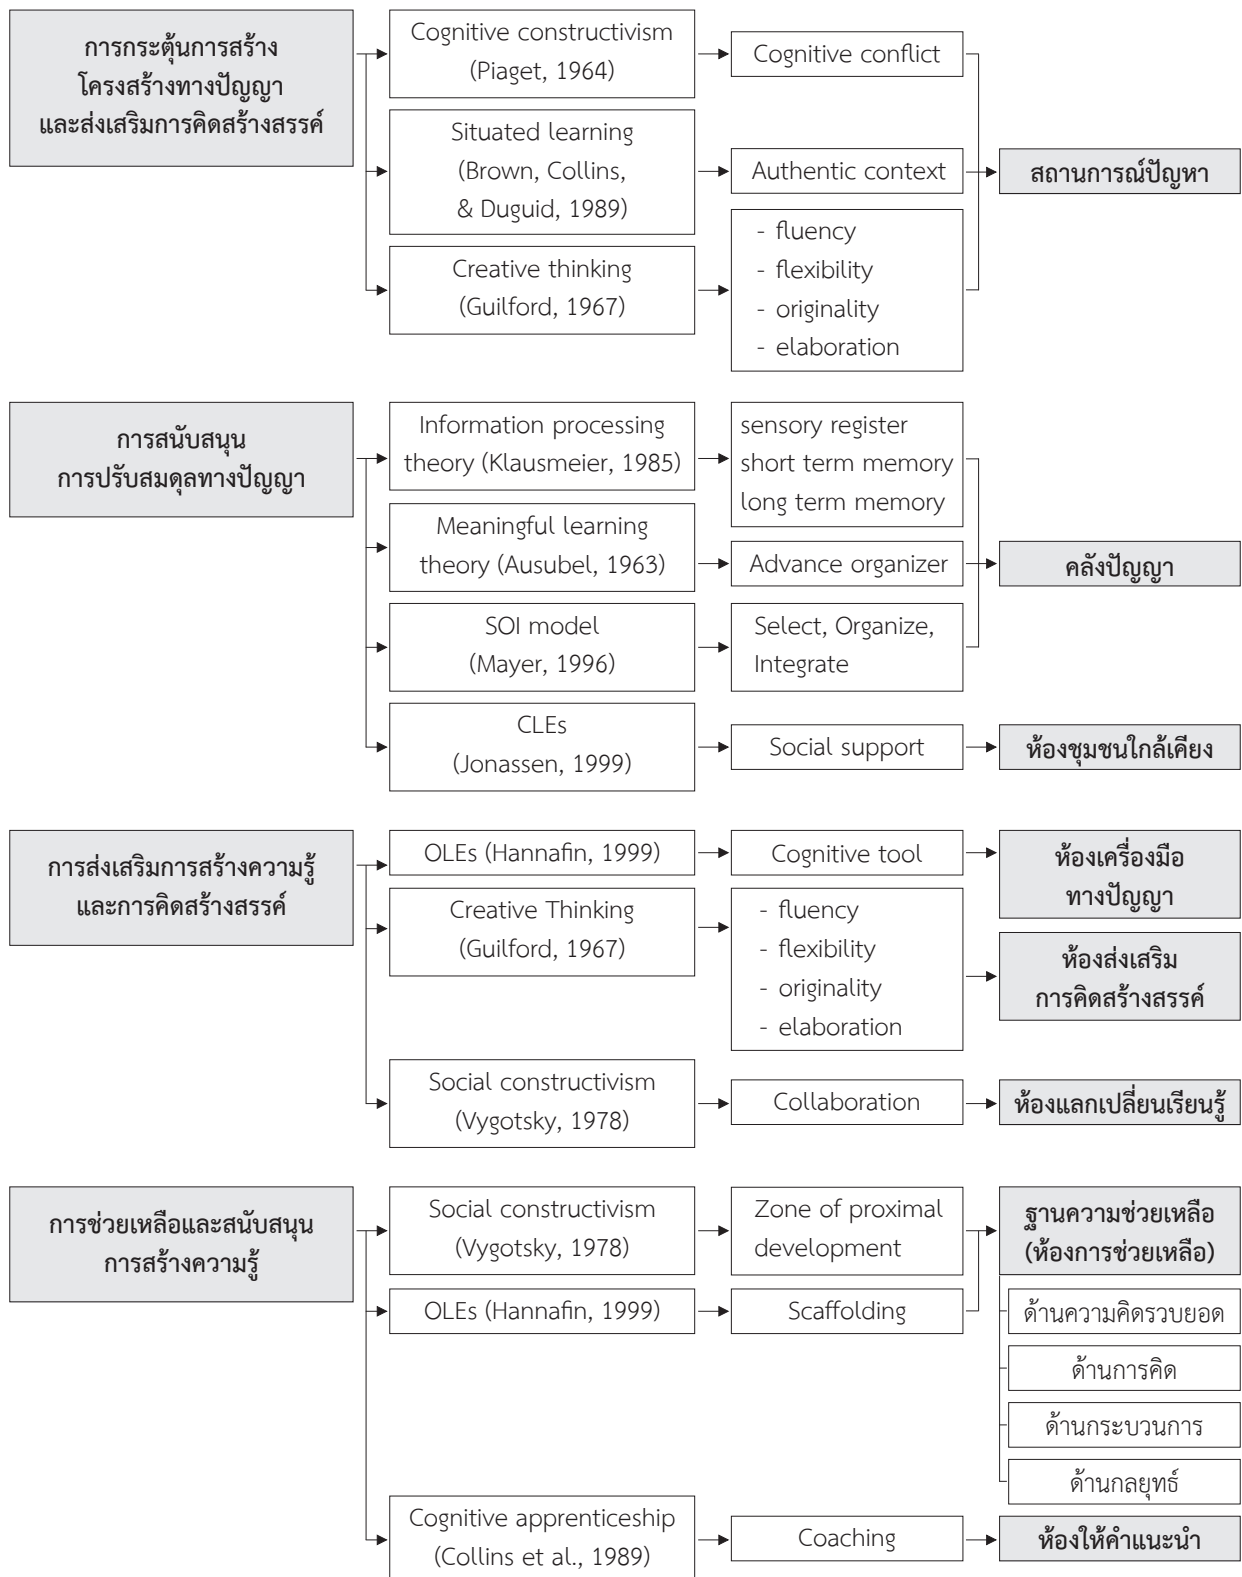 การกระตุ้นการสร้าง
โครงสร้างทางปัญญา
และส่งเสริมการคิดสร้างสรรค์
Cognitive constructivism
(Piaget, 1964)
Cognitive conflict
Situated learning
(Brown, Collins,
& Duguid, 1989)
Authentic context
สถานการณ์ปัญหา
Creative thinking
(Guilford, 1967)
- fluency
- flexibility
- originality
- elaboration
การสนับสนุน
การปรับสมดุลทางปัญญา
Information processing
theory (Klausmeier, 1985)
sensory register
short term memory
long term memory
Meaningful learning
theory (Ausubel, 1963)
Advance organizer
คลังปัญญา
SOI model
(Mayer, 1996)
Select, Organize,
Integrate
CLEs
(Jonassen, 1999)
Social support
ห้องชุมชนใกล้เคียง
การส่งเสริมการสร้างความรู้
และการคิดสร้างสรรค์
OLEs (Hannafin, 1999)
Cognitive tool
ห้องเครื่องมือ
ทางปัญญา
Creative Thinking
(Guilford, 1967)
- fluency
- flexibility
- originality
- elaboration
ห้องส่งเสริม
การคิดสร้างสรรค์
Social constructivism
(Vygotsky, 1978)
Collaboration
ห้องแลกเปลี่ยนเรียนรู้
การช่วยเหลือและสนับสนุน
การสร้างความรู้
Social constructivism
(Vygotsky, 1978)
Zone of proximal
development
ฐานความช่วยเหลือ
(ห้องการช่วยเหลือ)
OLEs (Hannafin, 1999)
Scaffolding
ด้านความคิดรวบยอด
ด้านการคิด
ด้านกระบวนการ
ด้านกลยุทธ์
Cognitive apprenticeship
(Collins et al., 1989)
Coaching
ห้องให้คำแนะนำ